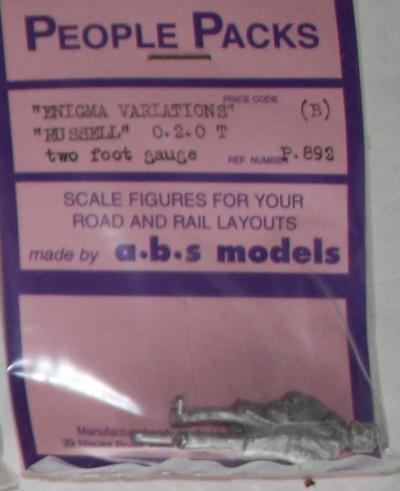 PEOPLE PACKS
PRICE CODE
"ENIGMA VARIATIONS" (B)
"RUSSELL" 0.2.0 T
two foot gauge REF. NUMBER P.892
SCALE FIGURES FOR YOUR
ROAD AND RAIL LAYOUTS
made by a.b.s models
39